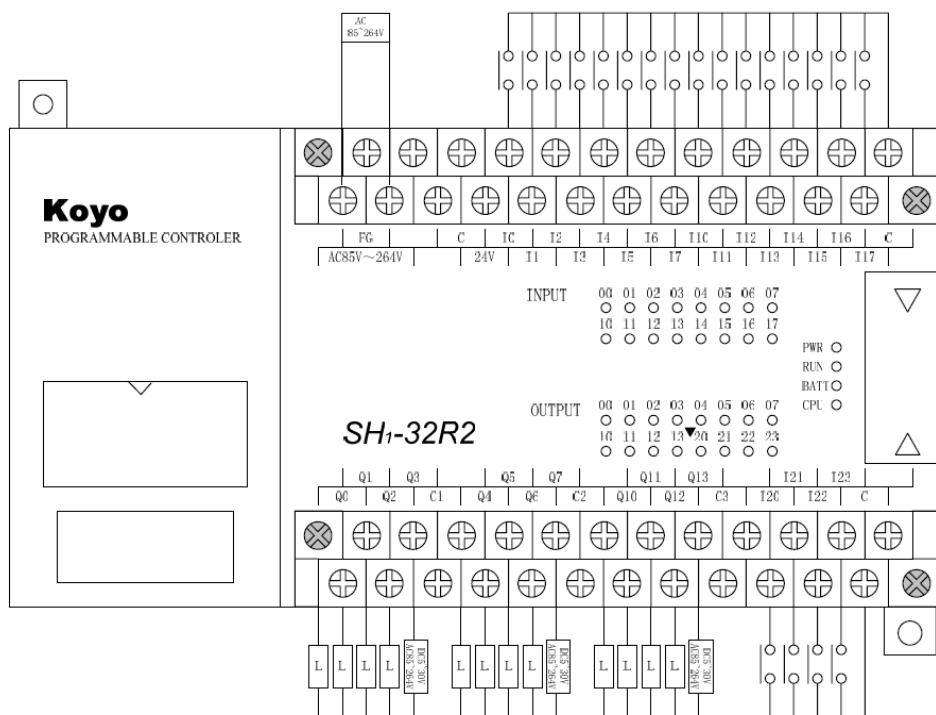 AC
85~264V
Koyo
PROGRAMMABLE CONTROLER
FG C I0 I2 I4 I6 I10 I12 I14 I16 C
AC85V～264V 24V I1 I3 I5 I7 I11 I13 I15 I17
INPUT 00 01 02 03 04 05 06 07
10 11 12 13 14 15 16 17
PWR
RUN
BATT
CPU
OUTPUT 00 01 02 03 04 05 06 07
10 11 12 13 20 21 22 23
SH1-32R2
Q1 Q3 Q5 Q7 Q11 Q13 I21 I23
Q0 Q2 C1 Q4 Q6 C2 Q10 Q12 C3 I20 I22 C
L L L L DC5~30V AC85~264V L L L L DC5~30V AC85~264V L L L L DC5~30V AC85~264V